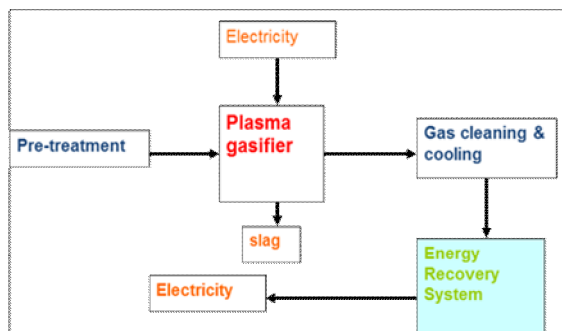 Electricity
Plasma
gasifier
Pre-treatment
Gas cleaning &
cooling
slag
Energy
Recovery
System
Electricity